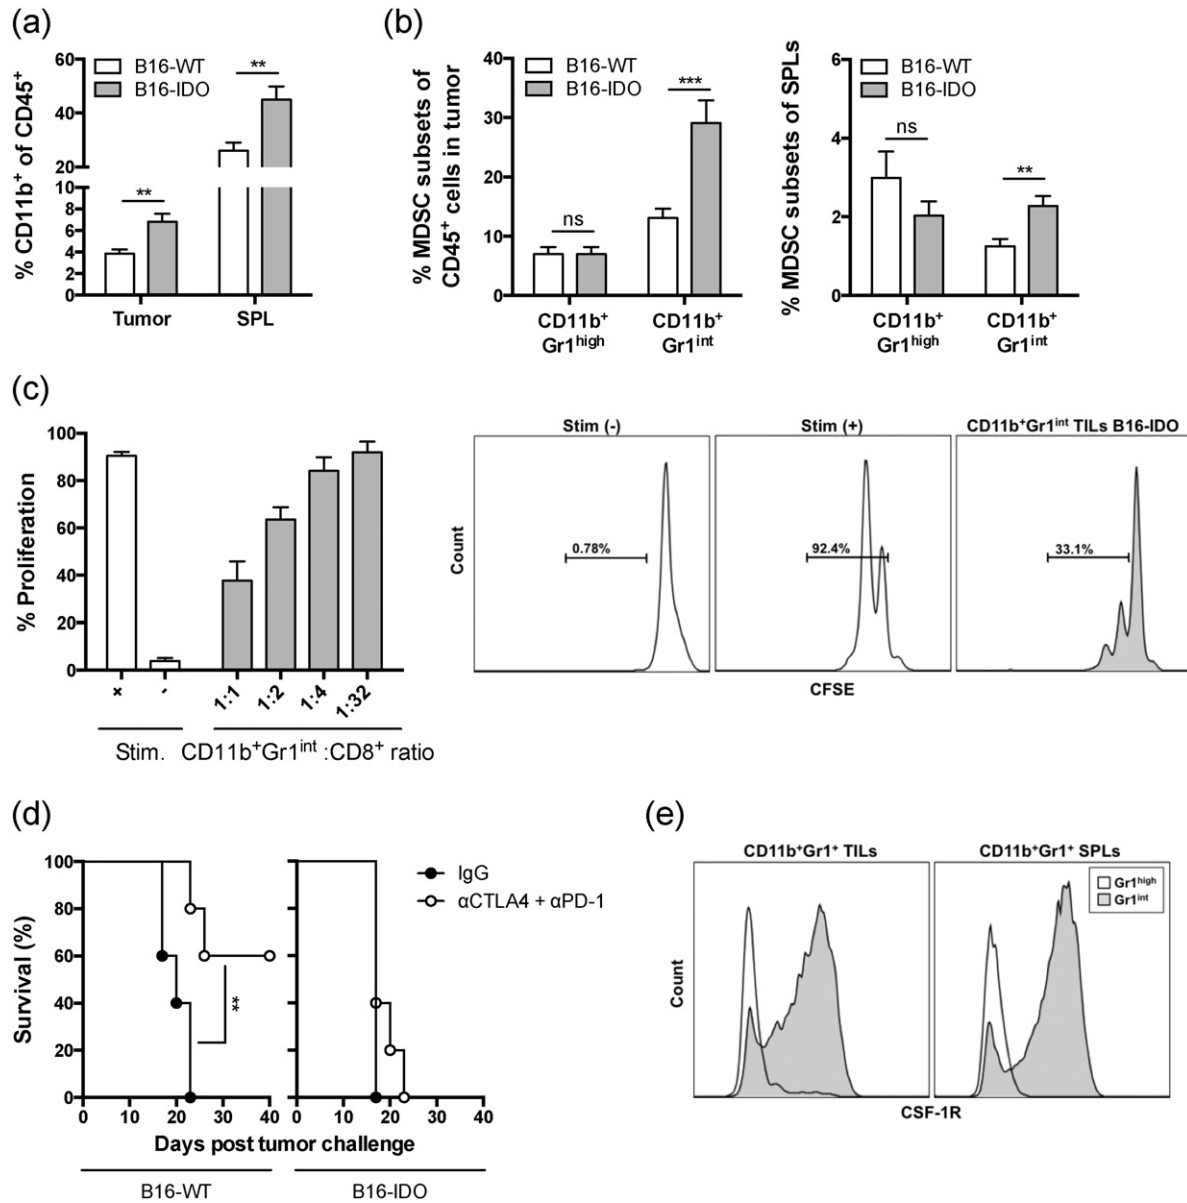 (a)
% CD11b⁺ of CD45⁺
60
40
20
10
8
6
4
2
0
B16-WT
B16-IDO
**
**
Tumor SPL
(b)
% MDSC subsets of
CD45⁺ cells in tumor
40
30
20
10
0
B16-WT
B16-IDO
ns
***
CD11b⁺ CD11b⁺
Gr1ʰⁱᵍʰ Gr1ⁱⁿᵗ
% MDSC subsets of SPLs
6
4
2
0
B16-WT
B16-IDO
ns
**
CD11b⁺ CD11b⁺
Gr1ʰⁱᵍʰ Gr1ⁱⁿᵗ
(c)
% Proliferation
100
80
60
40
20
0
+ - 1:1 1:2 1:4 1:32
Stim. CD11b⁺Gr1ⁱⁿᵗ :CD8⁺ ratio
Stim (-) Stim (+) CD11b⁺Gr1ⁱⁿᵗ TILs B16-IDO
Count
0.78% 92.4% 33.1%
CFSE
(d)
Survival (%)
100
80
60
40
20
0
**
IgG
αCTLA4 + αPD-1
0 10 20 30 40 0 10 20 30 40
Days post tumor challenge
B16-WT B16-IDO
(e)
CD11b⁺Gr1⁺ TILs CD11b⁺Gr1⁺ SPLs
Gr1ʰⁱᵍʰ
Gr1ⁱⁿᵗ
Count
CSF-1R